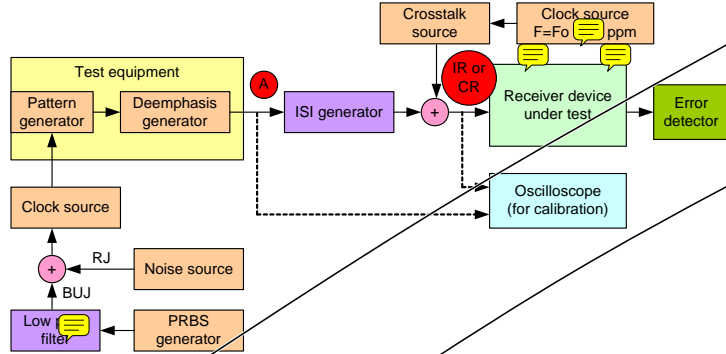 Crosstalk
source
Clock source
F=Fo ppm
Test equipment
Pattern
generator
Deemphasis
generator
A
ISI generator
+
IR or
CR
Receiver device
under test
Error
detector
Clock source
Oscilloscope
(for calibration)
+
RJ
Noise source
BUJ
Low
filter
PRBS
generator